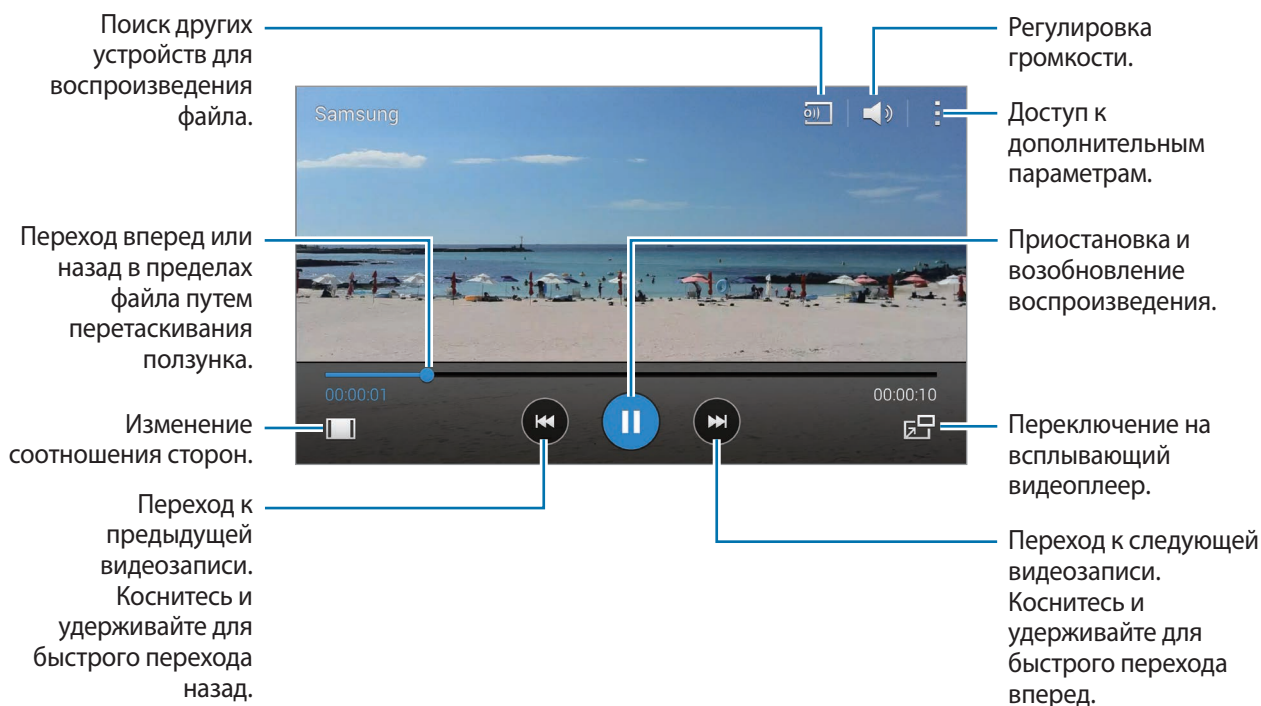 Поиск других
устройств для
воспроизведения
файла.
Регулировка
громкости.
Samsung
Доступ к
дополнительным
параметрам.
Переход вперед или
назад в пределах
файла путем
перетаскивания
ползунка.
Приостановка и
возобновление
воспроизведения.
00:00:01
00:00:10
Изменение
соотношения сторон.
Переключение на
всплывающий
видеоплеер.
Переход к
предыдущей
видеозаписи.
Коснитесь и
удерживайте для
быстрого перехода
назад.
Переход к следующей
видеозаписи.
Коснитесь и
удерживайте для
быстрого перехода
вперед.